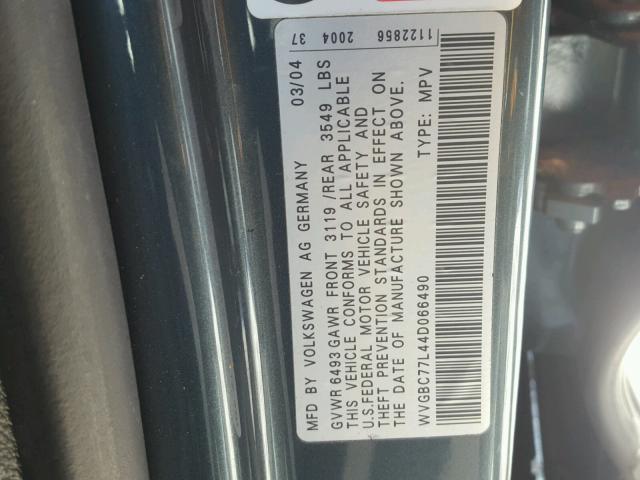 37 2004 1122856
MFD BY VOLKSWAGEN AG GERMANY 03/04
GVWR 6493 GAWR FRONT 3119 /REAR 3549 LBS
THIS VEHICLE CONFORMS TO ALL APPLICABLE
U.S.FEDERAL MOTOR VEHICLE SAFETY AND
THEFT PREVENTION STANDARDS IN EFFECT ON
THE DATE OF MANUFACTURE SHOWN ABOVE.
WVGBC77L44D066490 TYPE: MPV